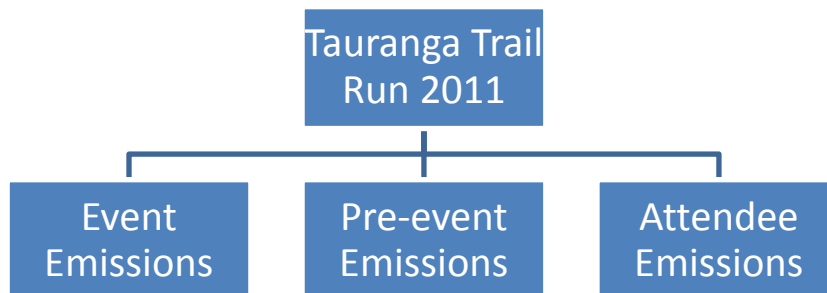 Tauranga Trail
Run 2011
Event
Emissions
Pre-event
Emissions
Attendee
Emissions